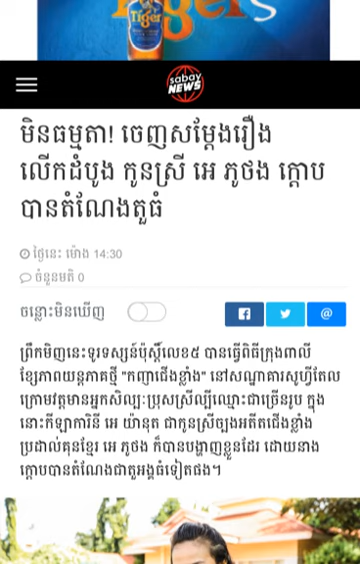 Tiger
Tigers
sabay
NEWS
មិនធម្មតា! ចេញសម្ដែងរឿង
លើកដំបូង កូនស្រី អេ ភូថង ក្ដោប
បានតំណែងតួធំ
ថ្ងៃនេះ ម៉ោង 14:30
ចំនួនមតិ 0
ចន្លោះមិនឃើញ
ព្រឹកមិញនេះទូរទស្សន៍ប៉ុស្តិ៍លេខ៥ បានធ្វើពិធីក្រុងពាលី
ខ្សែភាពយន្តភាគថ្មី "កញ្ញាជើងខ្លាំង" នៅសណ្ឋាគារសូហ្វីតែល
ក្រោមវត្តមានអ្នកសិល្បៈប្រុសស្រីល្បីឈ្មោះជាច្រើនរូប ក្នុង
នោះកីឡាការិនី អេ យ៉ានុត ជាកូនស្រីច្បងអតីតជើងខ្លាំង
ប្រដាល់គុនខ្មែរ អេ ភូថង ក៏បានបង្ហាញខ្លួនដែរ ដោយនាង
ក្ដោបបានតំណែងជាតួអង្គធំទៀតផង។